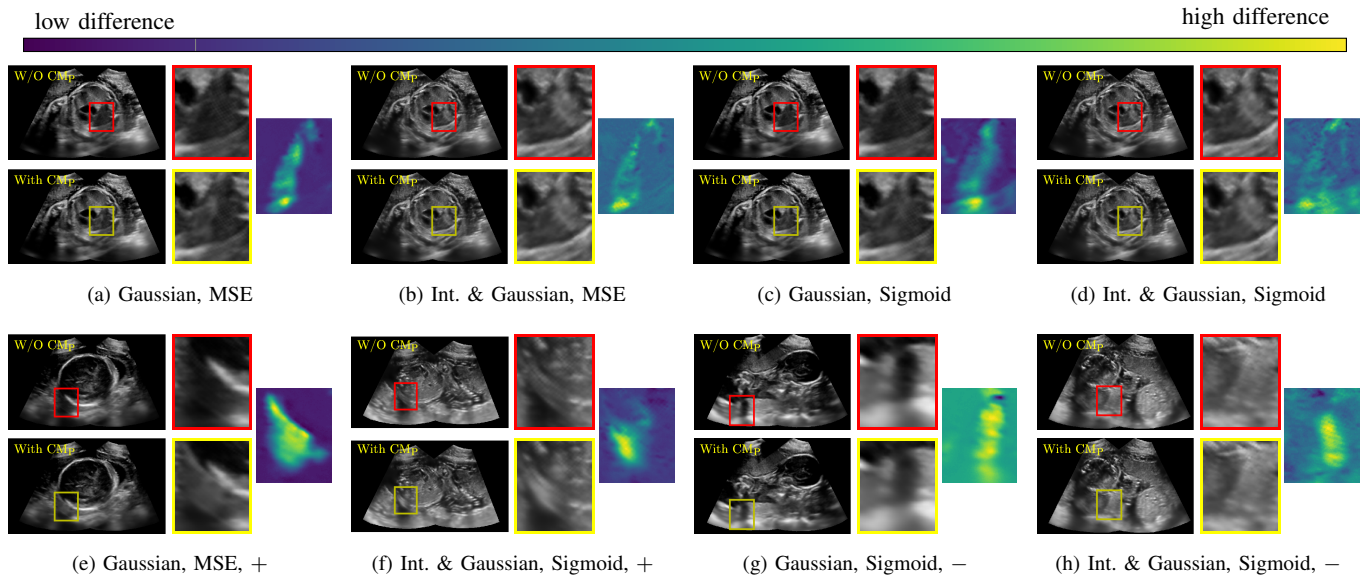 low difference
high difference
W/O CMP
W/O CMP
W/O CMP
W/O CMP
With CMP
With CMP
With CMP
With CMP
(a) Gaussian, MSE
(b) Int. & Gaussian, MSE
(c) Gaussian, Sigmoid
(d) Int. & Gaussian, Sigmoid
W/O CMP
W/O CMP
W/O CMP
W/O CMP
With CMP
With CMP
With CMP
With CMP
(e) Gaussian, MSE, +
(f) Int. & Gaussian, Sigmoid, +
(g) Gaussian, Sigmoid, −
(h) Int. & Gaussian, Sigmoid, −